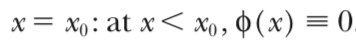 x = x₀: at x < x₀, ϕ(x) ≡ 0.